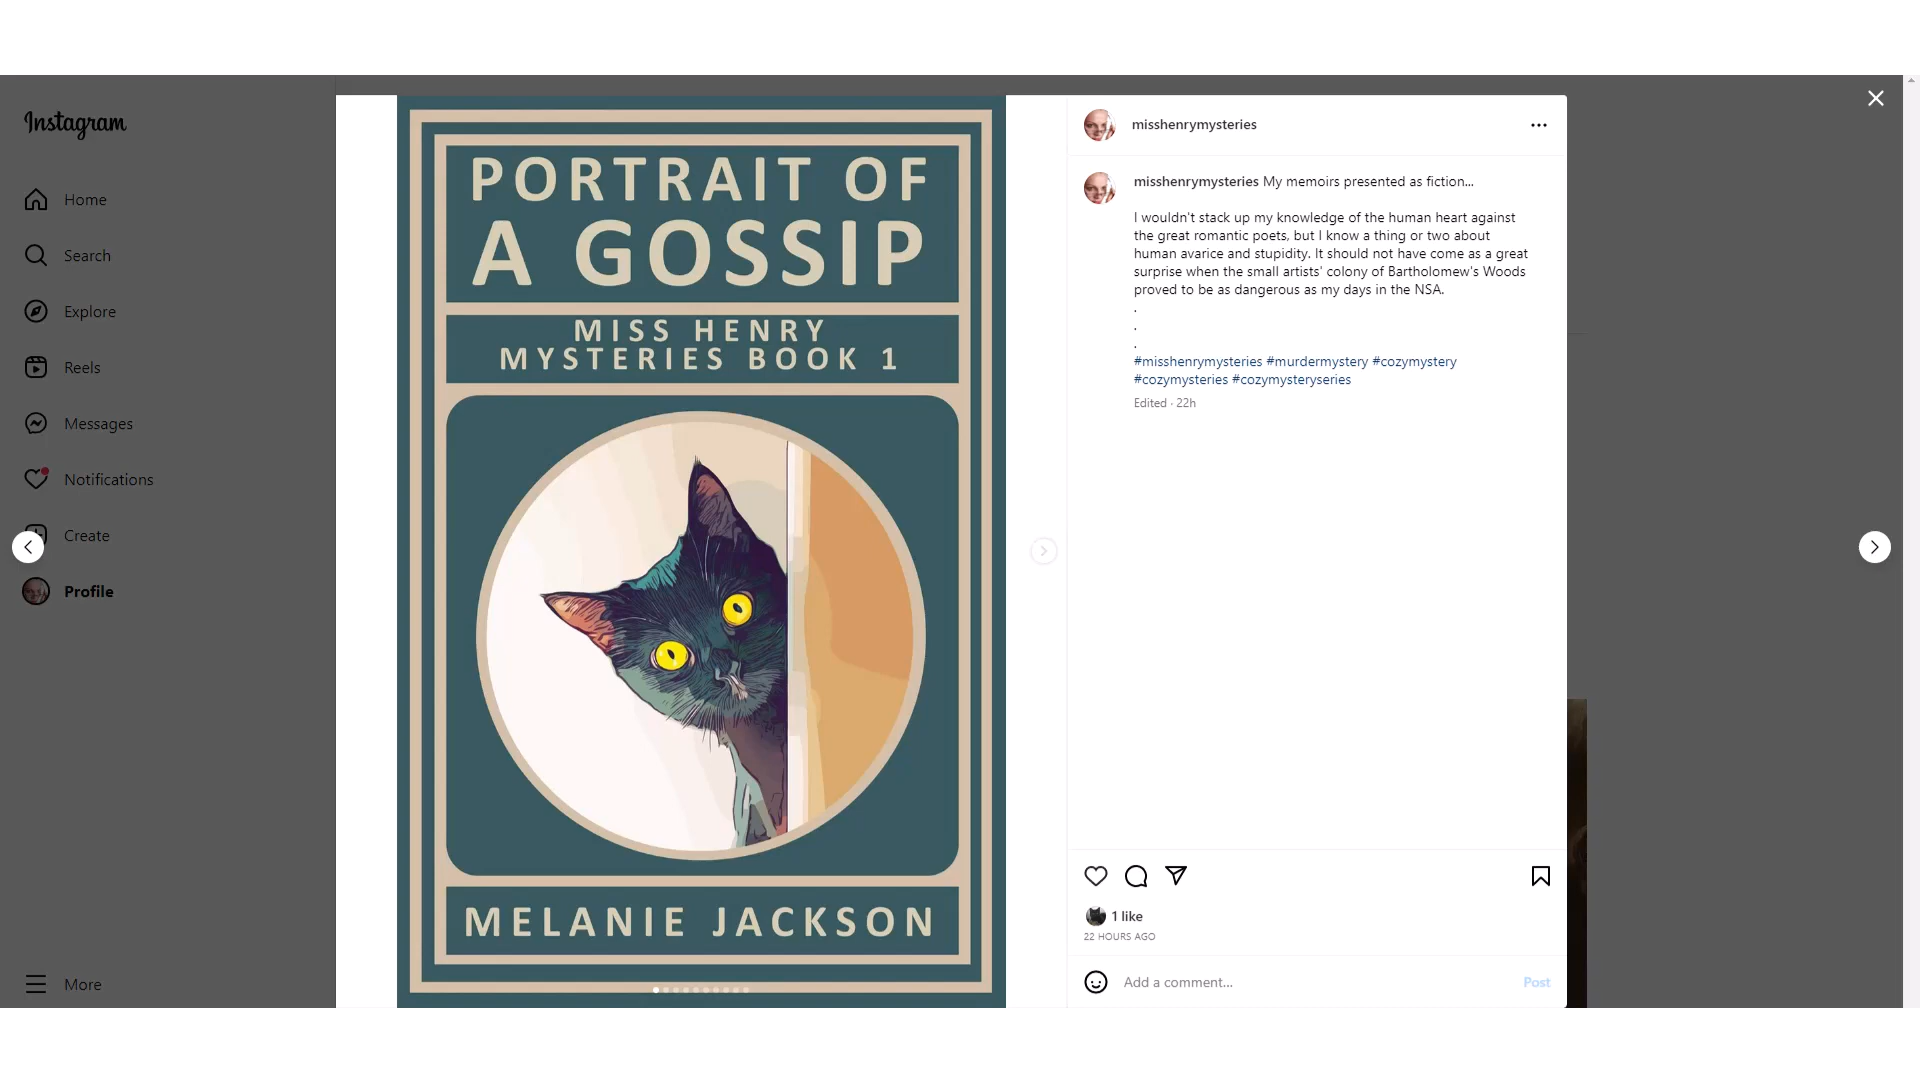 Instagram
Home
Search
Explore
Reels
Messages
Notifications
Create
Profile
More
PORTRAIT OF
A GOSSIP
MISS HENRY
MYSTERIES BOOK 1
MELANIE JACKSON
misshenrymysteries
misshenrymysteries My memoirs presented as fiction...
I wouldn't stack up my knowledge of the human heart against
the great romantic poets, but I know a thing or two about
human avarice and stupidity. It should not have come as a great
surprise when the small artists' colony of Bartholomew's Woods
proved to be as dangerous as my days in the NSA.
.
.
.
#misshenrymysteries #murdermystery #cozymystery
#cozymysteries #cozymysteryseries
Edited · 22h
1 like
22 HOURS AGO
Add a comment...
Post